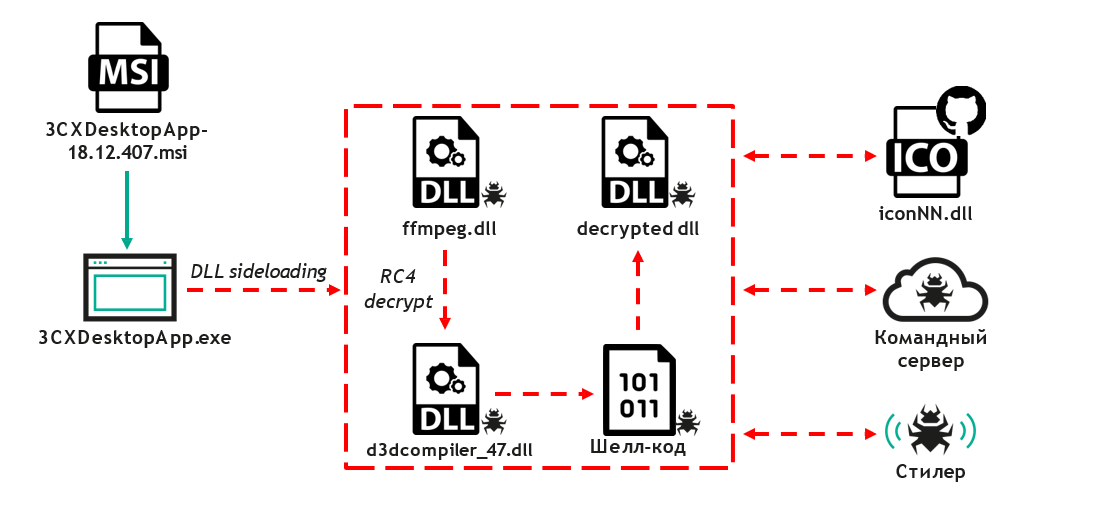 MSI
3CXDesktopApp-
18.12.407.msi
3CXDesktopApp.exe
DLL sideloading
DLL
ffmpeg.dll
RC4
decrypt
DLL
d3dcompiler_47.dll
DLL
decrypted dll
101
011
Шелл-код
ICO
iconNN.dll
Командный
сервер
Стилер